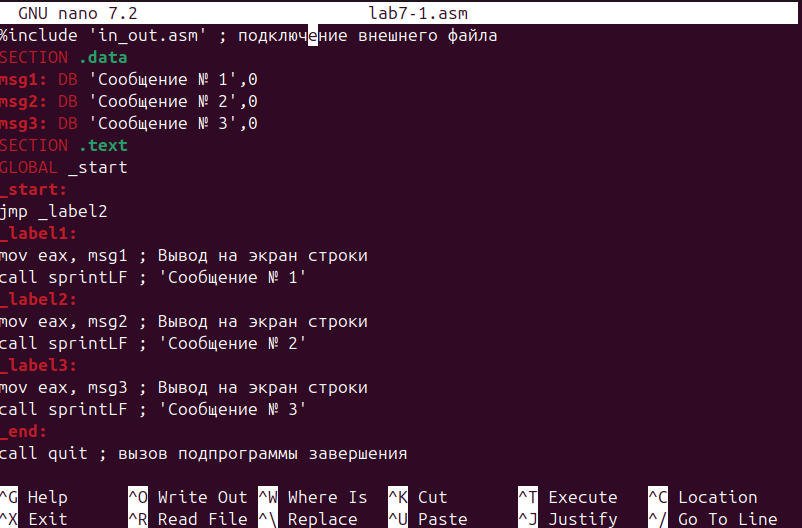 GNU nano 7.2 lab7-1.asm
%include 'in_out.asm' ; подключение внешнего файла
SECTION .data
msg1: DB 'Сообщение № 1',0
msg2: DB 'Сообщение № 2',0
msg3: DB 'Сообщение № 3',0
SECTION .text
GLOBAL _start
_start:
jmp _label2
_label1:
mov eax, msg1 ; Вывод на экран строки
call sprintLF ; 'Сообщение № 1'
_label2:
mov eax, msg2 ; Вывод на экран строки
call sprintLF ; 'Сообщение № 2'
_label3:
mov eax, msg3 ; Вывод на экран строки
call sprintLF ; 'Сообщение № 3'
_end:
call quit ; вызов подпрограммы завершения
^G Help ^O Write Out ^W Where Is ^K Cut ^T Execute ^C Location
^X Exit ^R Read File ^\ Replace ^U Paste ^J Justify ^/ Go To Line